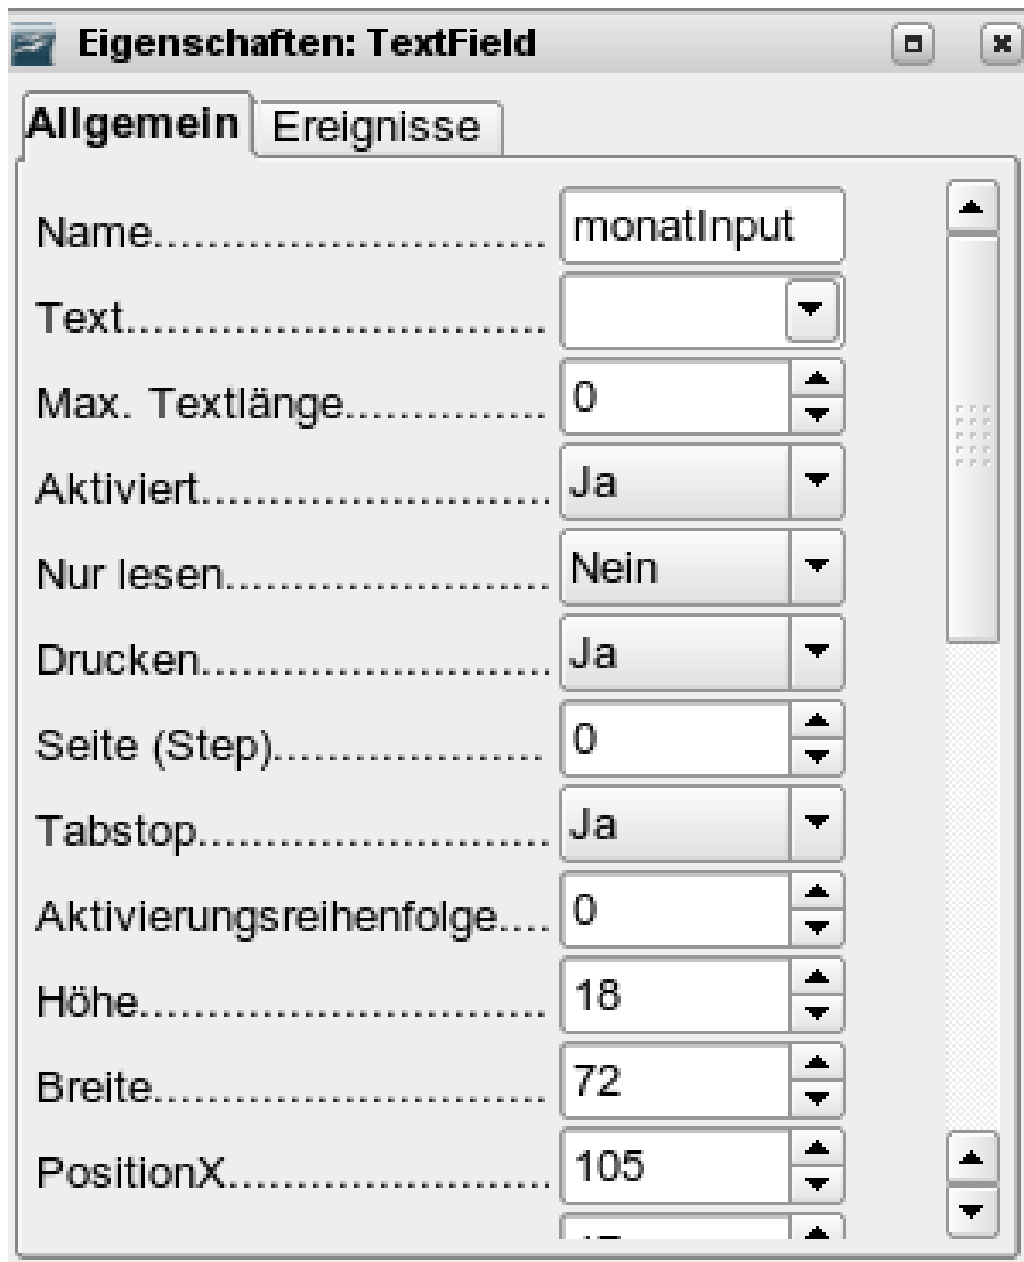 Eigenschaften: TextField
Allgemein Ereignisse
Name............................ monatInput
Text..............................
Max. Textlänge............... 0
Aktiviert......................... Ja
Nur lesen....................... Nein
Drucken......................... Ja
Seite (Step)................... 0
Tabstop......................... Ja
Aktivierungsreihenfolge.... 0
Höhe............................. 18
Breite............................ 72
PositionX....................... 105